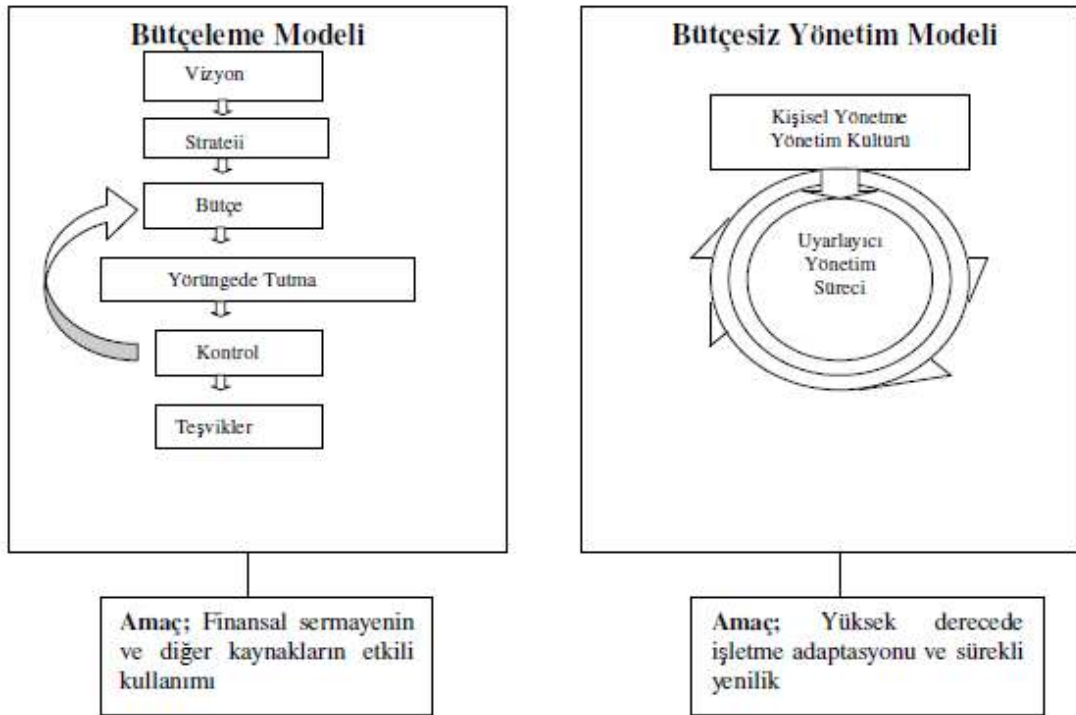 Bütçeleme Modeli
Vizyon
Strateii
Bütçe
Yörüngede Tutma
Kontrol
Teşvikler
Amaç; Finansal sermayenin
ve diğer kaynakların etkili
kullanımı
Bütçesiz Yönetim Modeli
Kişisel Yönetme
Yönetim Kültürü
Uyarlayıcı
Yönetim
Süreci
Amaç; Yüksek derecede
işletme adaptasyonu ve sürekli
yenilik